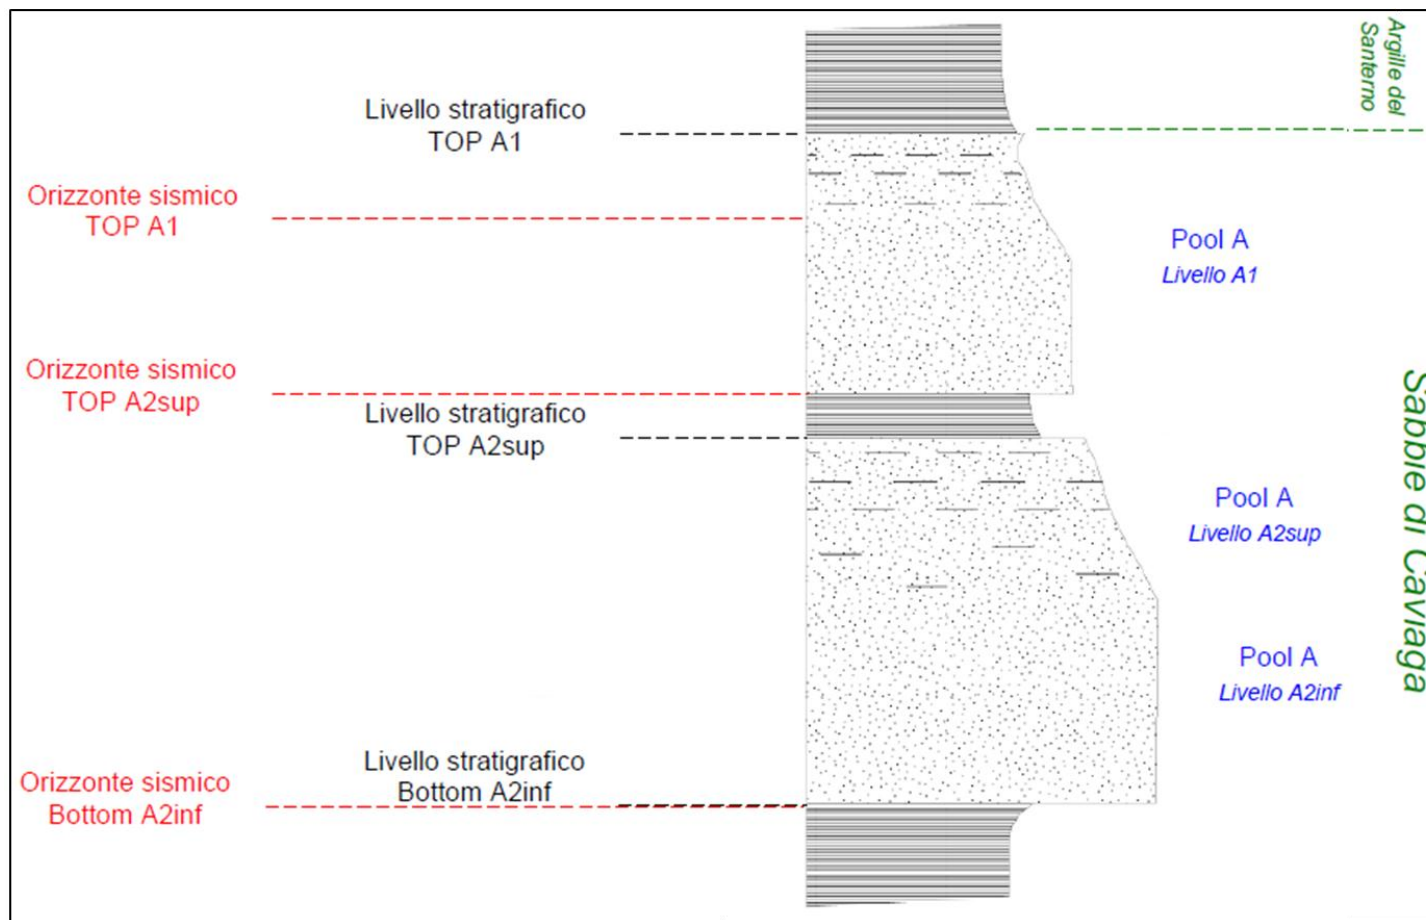 Argille del
Santerno
Livello stratigrafico
TOP A1
Orizzonte sismico
TOP A1
Pool A
Livello A1
Orizzonte sismico
TOP A2sup
Livello stratigrafico
TOP A2sup
Sabbie di Caviaga
Pool A
Livello A2sup
Pool A
Livello A2inf
Livello stratigrafico
Bottom A2inf
Orizzonte sismico
Bottom A2inf